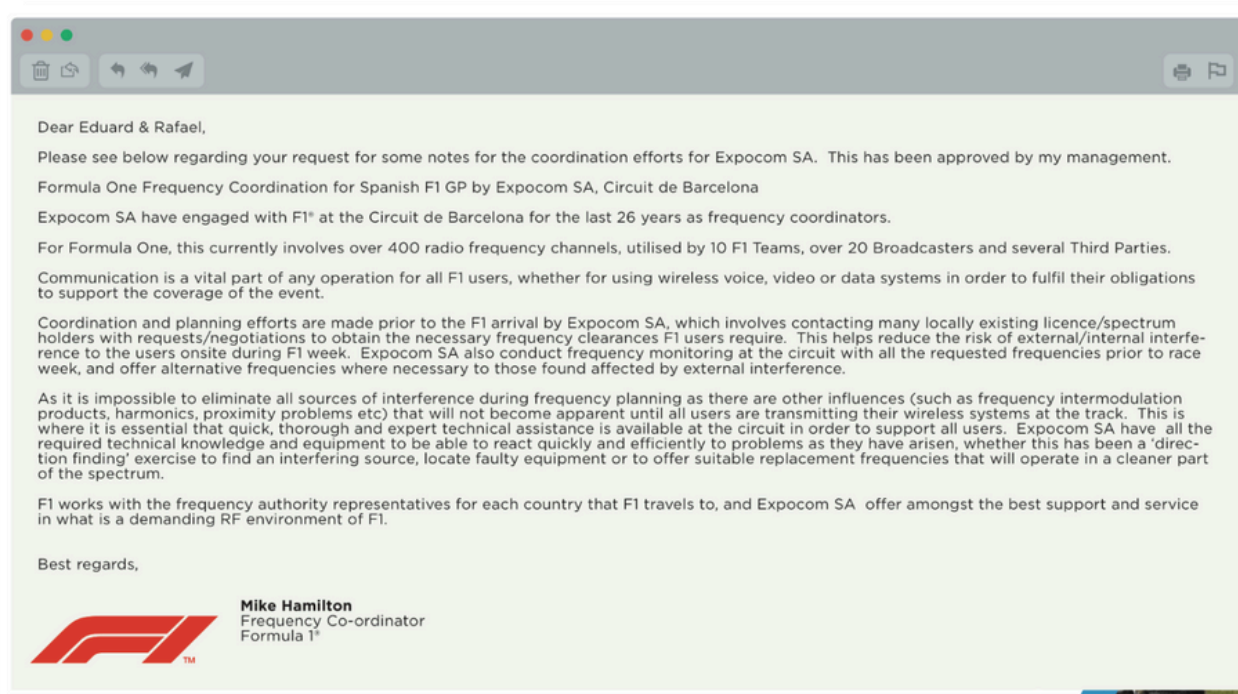 Dear Eduard & Rafael,
Please see below regarding your request for some notes for the coordination efforts for Expocom SA.  This has been approved by my management.
Formula One Frequency Coordination for Spanish F1 GP by Expocom SA, Circuit de Barcelona
Expocom SA have engaged with F1® at the Circuit de Barcelona for the last 26 years as frequency coordinators.
For Formula One, this currently involves over 400 radio frequency channels, utilised by 10 F1 Teams, over 20 Broadcasters and several Third Parties.
Communication is a vital part of any operation for all F1 users, whether for using wireless voice, video or data systems in order to fulfil their obligations
to support the coverage of the event.
Coordination and planning efforts are made prior to the F1 arrival by Expocom SA, which involves contacting many locally existing licence/spectrum
holders with requests/negotiations to obtain the necessary frequency clearances F1 users require.  This helps reduce the risk of external/internal interfe-
rence to the users onsite during F1 week.  Expocom SA also conduct frequency monitoring at the circuit with all the requested frequencies prior to race
week, and offer alternative frequencies where necessary to those found affected by external interference.
As it is impossible to eliminate all sources of interference during frequency planning as there are other influences (such as frequency intermodulation
products, harmonics, proximity problems etc) that will not become apparent until all users are transmitting their wireless systems at the track.  This is
where it is essential that quick, thorough and expert technical assistance is available at the circuit in order to support all users.  Expocom SA have  all the
required technical knowledge and equipment to be able to react quickly and efficiently to problems as they have arisen, whether this has been a ‘direc-
tion finding’ exercise to find an interfering source, locate faulty equipment or to offer suitable replacement frequencies that will operate in a cleaner part
of the spectrum.
F1 works with the frequency authority representatives for each country that F1 travels to, and Expocom SA  offer amongst the best support and service
in what is a demanding RF environment of F1.
Best regards,
Mike Hamilton
Frequency Co-ordinator
Formula 1®
F1
TM